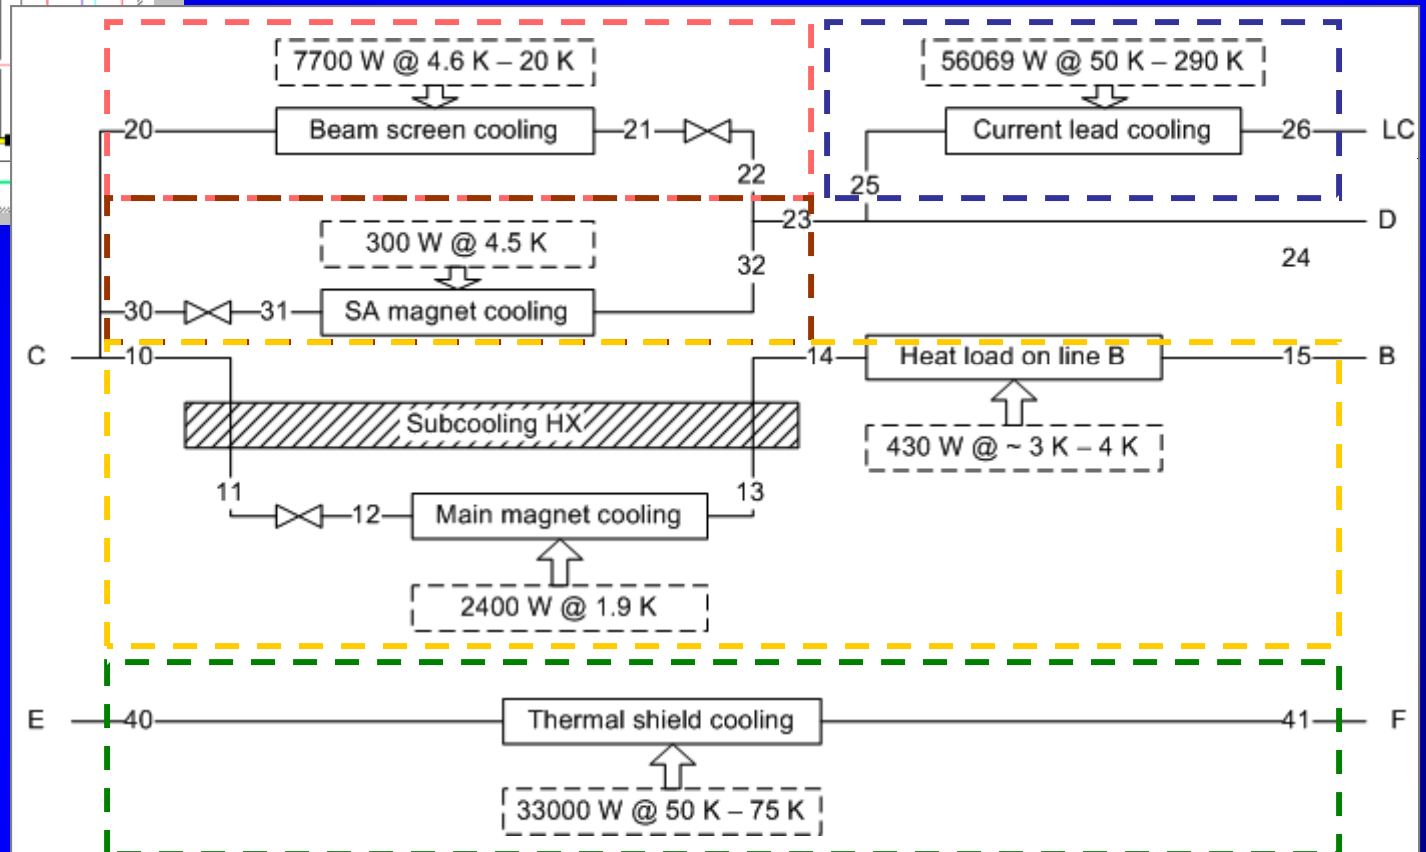 7700 W @ 4.6 K – 20 K
56069 W @ 50 K – 290 K
20
Beam screen cooling
21
Current lead cooling
26
LC
22
25
23
D
300 W @ 4.5 K
32
24
30
31
SA magnet cooling
C
10
14
Heat load on line B
15
B
Subcooling HX
430 W @ ~ 3 K – 4 K
11
13
12
Main magnet cooling
2400 W @ 1.9 K
E
40
Thermal shield cooling
41
F
33000 W @ 50 K – 75 K